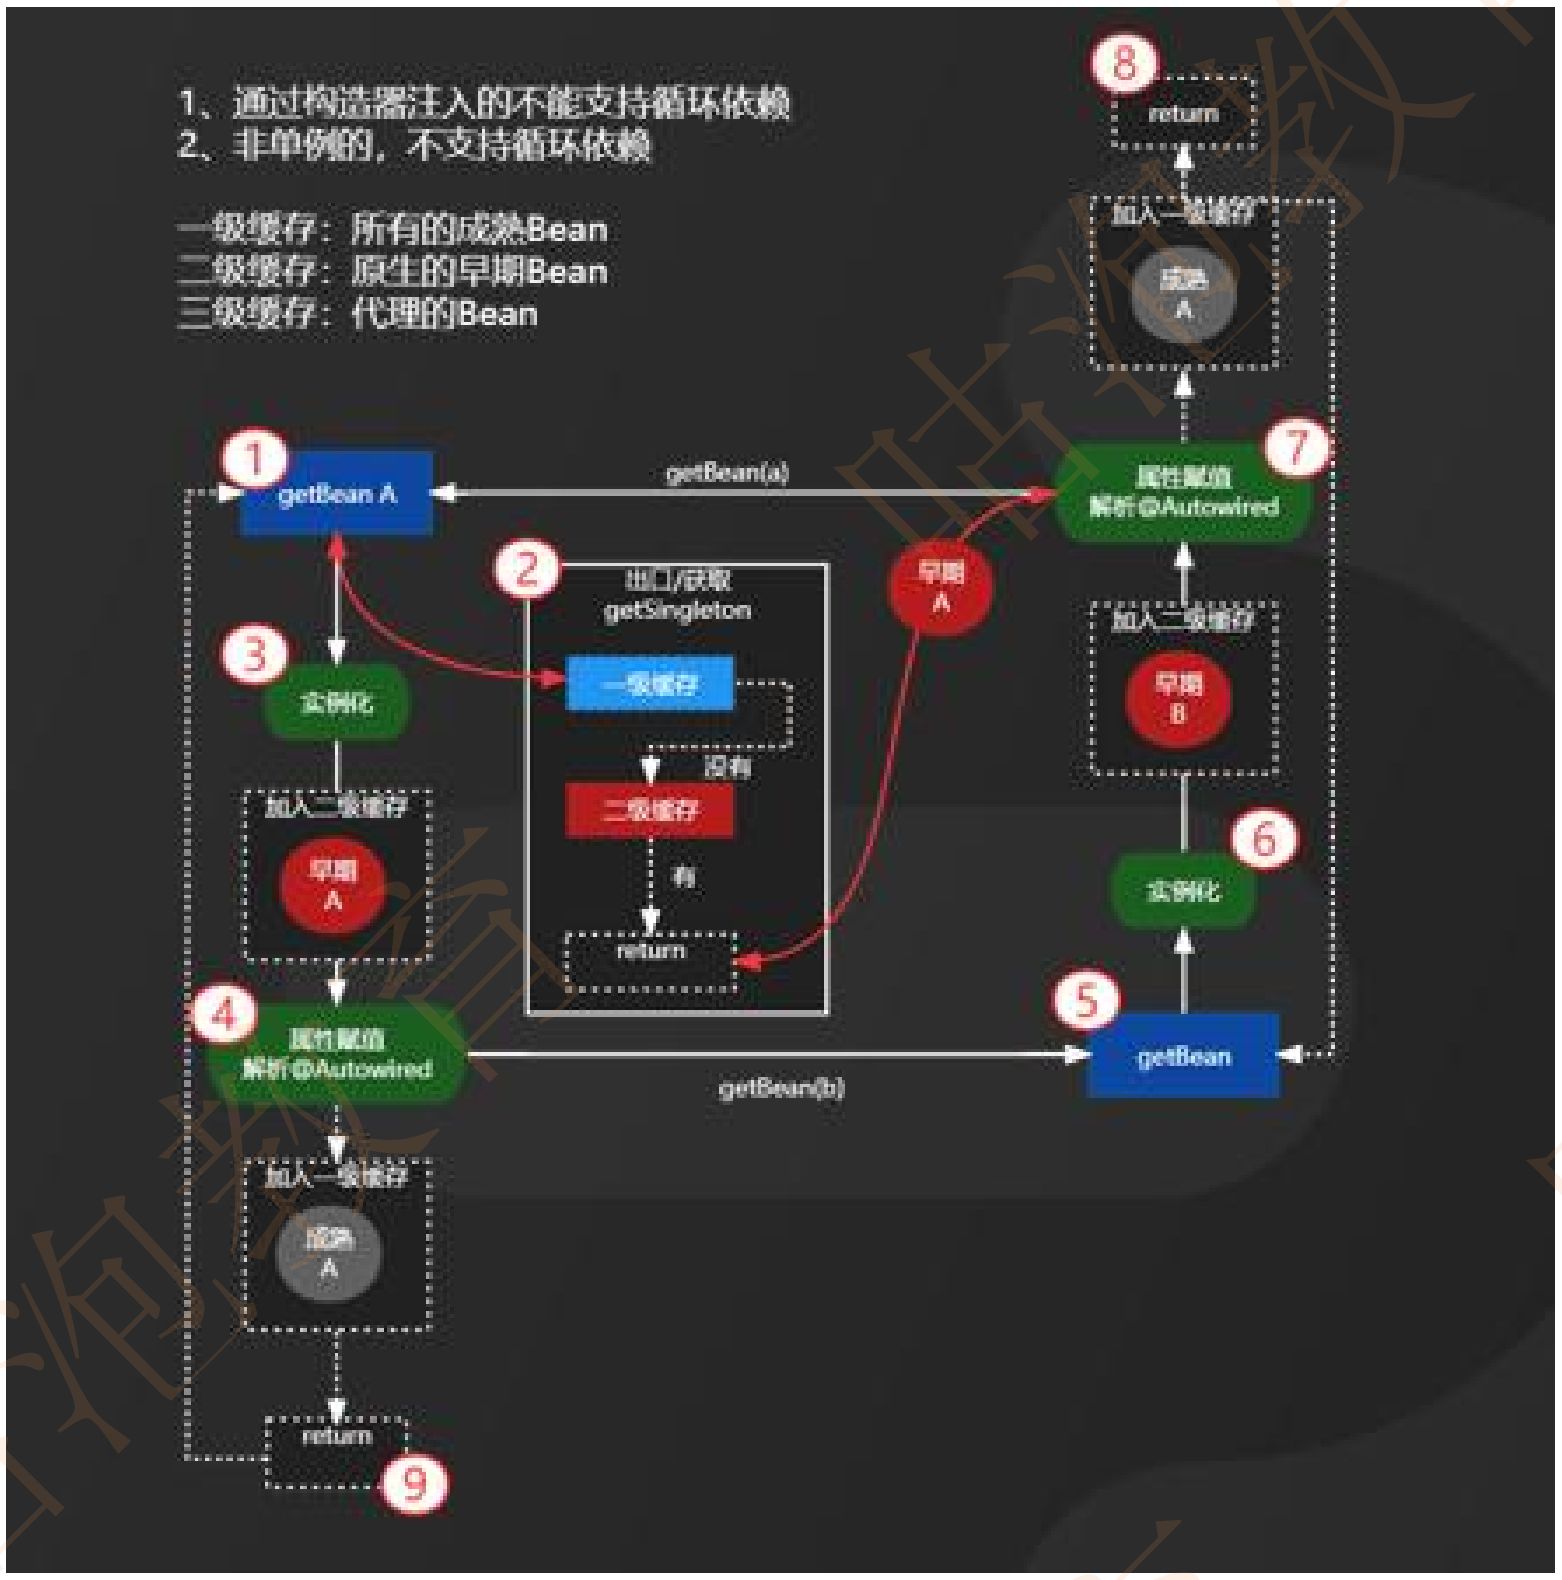 1、通过构造器注入的不能支持循环依赖
2、非单例的，不支持循环依赖
一级缓存：所有的成熟Bean
二级缓存：原生的早期Bean
三级缓存：代理的Bean
1
getBean A
getBean(a)
2
出口/获取
getSingleton
一级缓存
没有
二级缓存
有
return
3
实例化
加入二级缓存
早期
A
4
属性赋值
解析@Autowired
getBean(b)
加入一级缓存
成熟
A
return
9
8
return
加入一级缓存
成熟
A
7
属性赋值
解析@Autowired
早期
A
加入二级缓存
早期
B
6
实例化
5
getBean
咕泡教育
泡教育